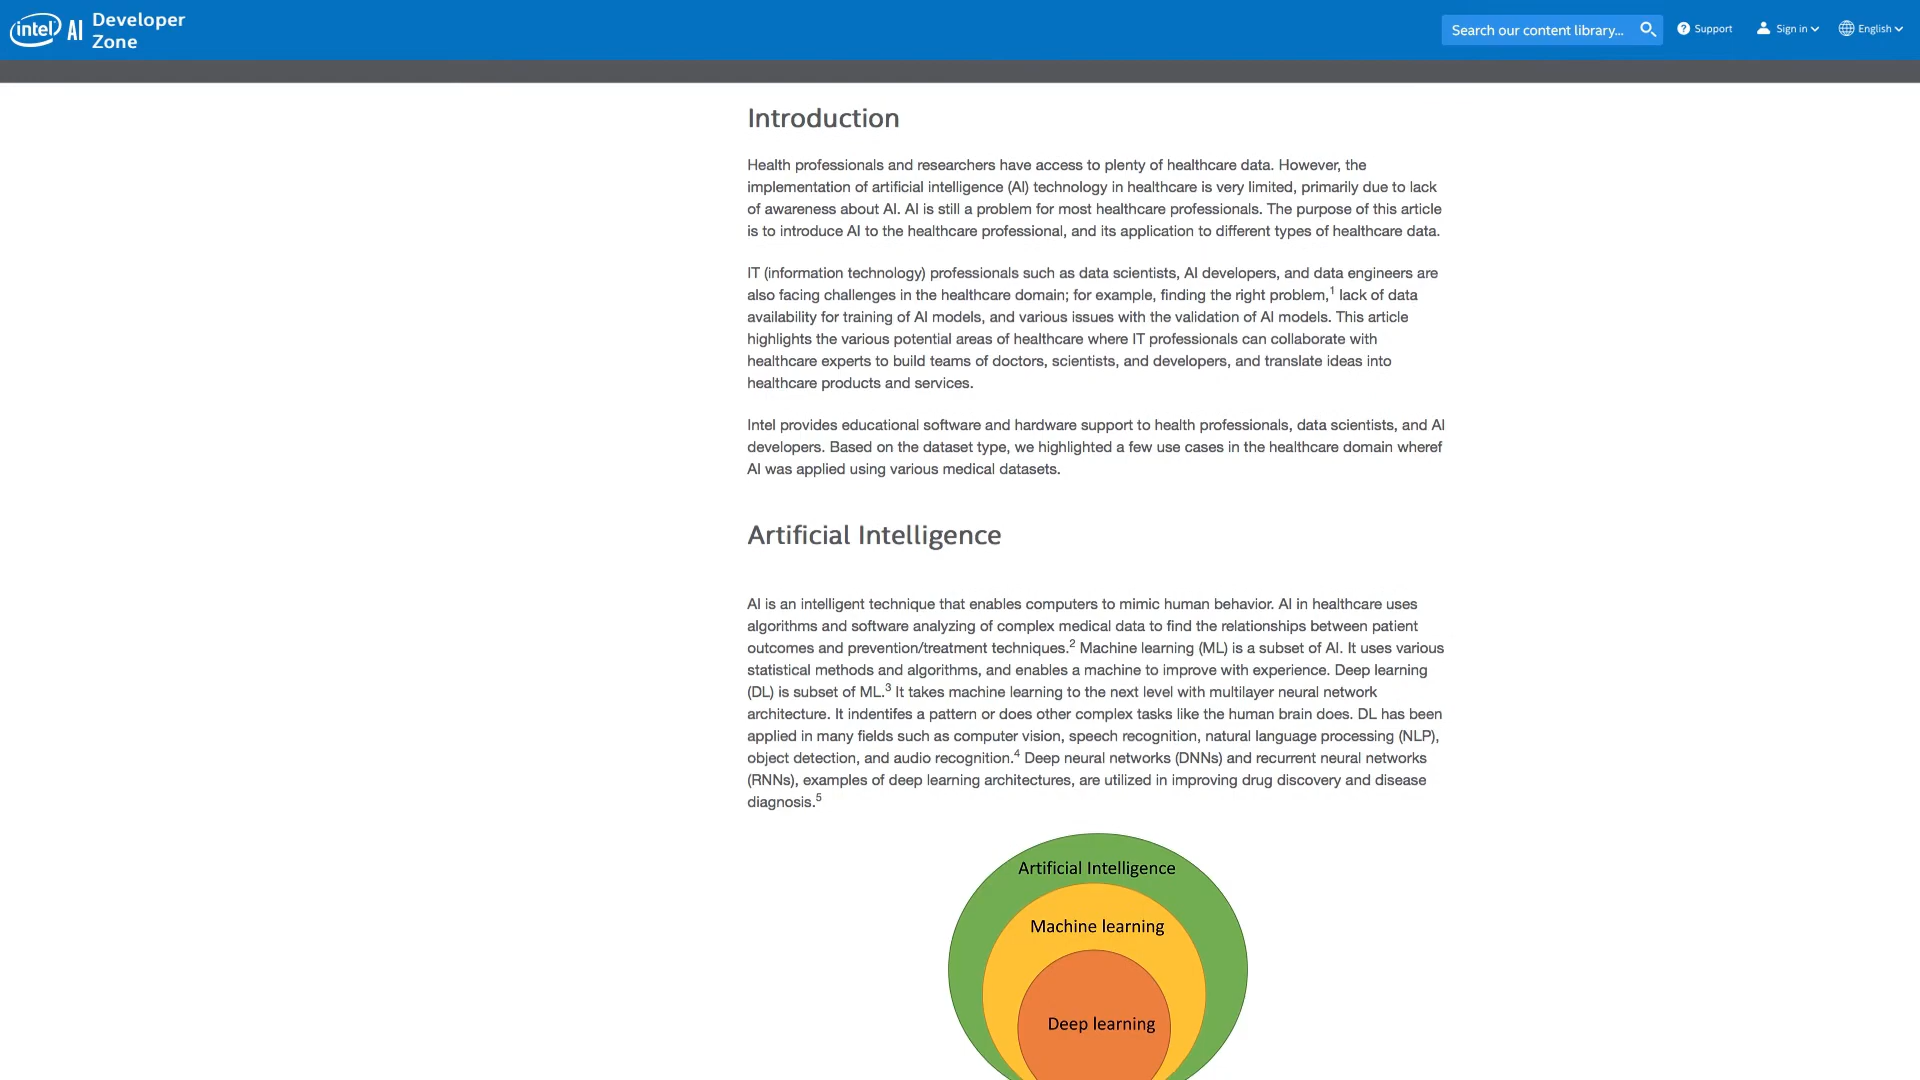 intel AI Developer Zone
Search our content library...
Support
Sign in
English
Introduction
Health professionals and researchers have access to plenty of healthcare data. However, the
implementation of artificial intelligence (AI) technology in healthcare is very limited, primarily due to lack
of awareness about AI. AI is still a problem for most healthcare professionals. The purpose of this article
is to introduce AI to the healthcare professional, and its application to different types of healthcare data.
IT (information technology) professionals such as data scientists, AI developers, and data engineers are
also facing challenges in the healthcare domain; for example, finding the right problem,1 lack of data
availability for training of AI models, and various issues with the validation of AI models. This article
highlights the various potential areas of healthcare where IT professionals can collaborate with
healthcare experts to build teams of doctors, scientists, and developers, and translate ideas into
healthcare products and services.
Intel provides educational software and hardware support to health professionals, data scientists, and AI
developers. Based on the dataset type, we highlighted a few use cases in the healthcare domain wheref
AI was applied using various medical datasets.
Artificial Intelligence
AI is an intelligent technique that enables computers to mimic human behavior. AI in healthcare uses
algorithms and software analyzing of complex medical data to find the relationships between patient
outcomes and prevention/treatment techniques.2 Machine learning (ML) is a subset of AI. It uses various
statistical methods and algorithms, and enables a machine to improve with experience. Deep learning
(DL) is subset of ML.3 It takes machine learning to the next level with multilayer neural network
architecture. It indentifes a pattern or does other complex tasks like the human brain does. DL has been
applied in many fields such as computer vision, speech recognition, natural language processing (NLP),
object detection, and audio recognition.4 Deep neural networks (DNNs) and recurrent neural networks
(RNNs), examples of deep learning architectures, are utilized in improving drug discovery and disease
diagnosis.5
Artificial Intelligence
Machine learning
Deep learning